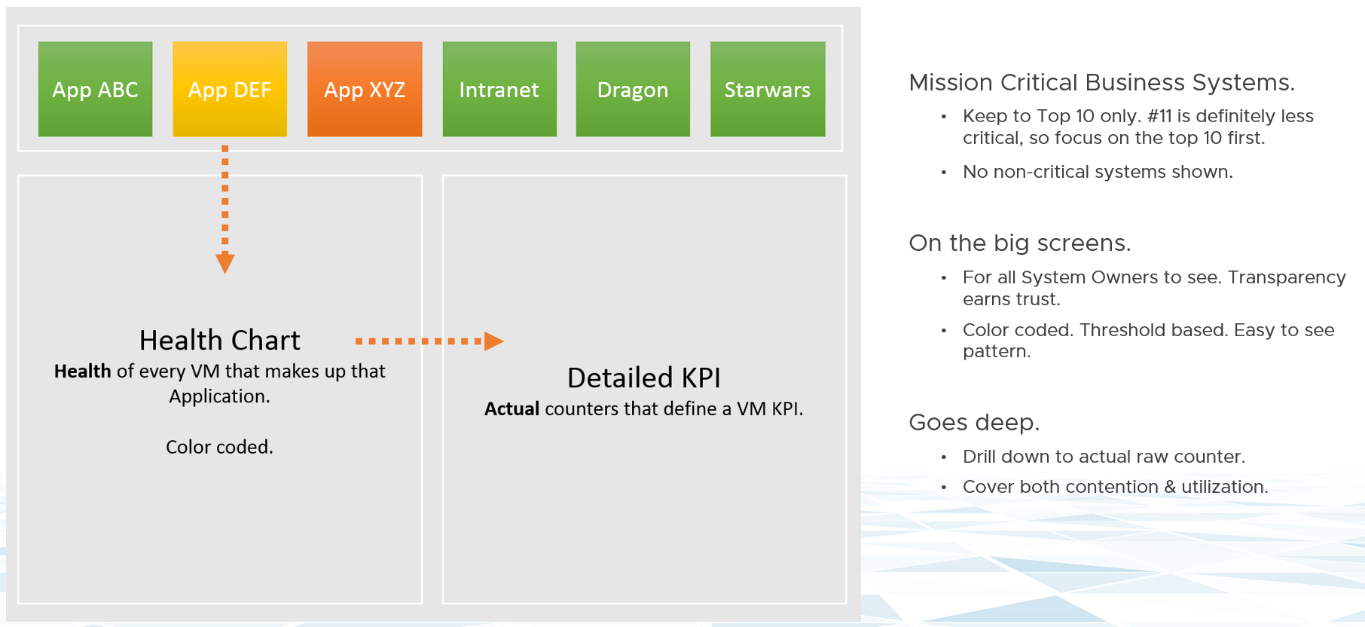 App ABC
App DEF
App XYZ
Intranet
Dragon
Starwars
Health Chart
Health of every VM that makes up that
Application.
Color coded.
Detailed KPI
Actual counters that define a VM KPI.
Mission Critical Business Systems.
• Keep to Top 10 only. #11 is definitely less
critical, so focus on the top 10 first.
• No non-critical systems shown.
On the big screens.
• For all System Owners to see. Transparency
earns trust.
• Color coded. Threshold based. Easy to see
pattern.
Goes deep.
• Drill down to actual raw counter.
• Cover both contention & utilization.